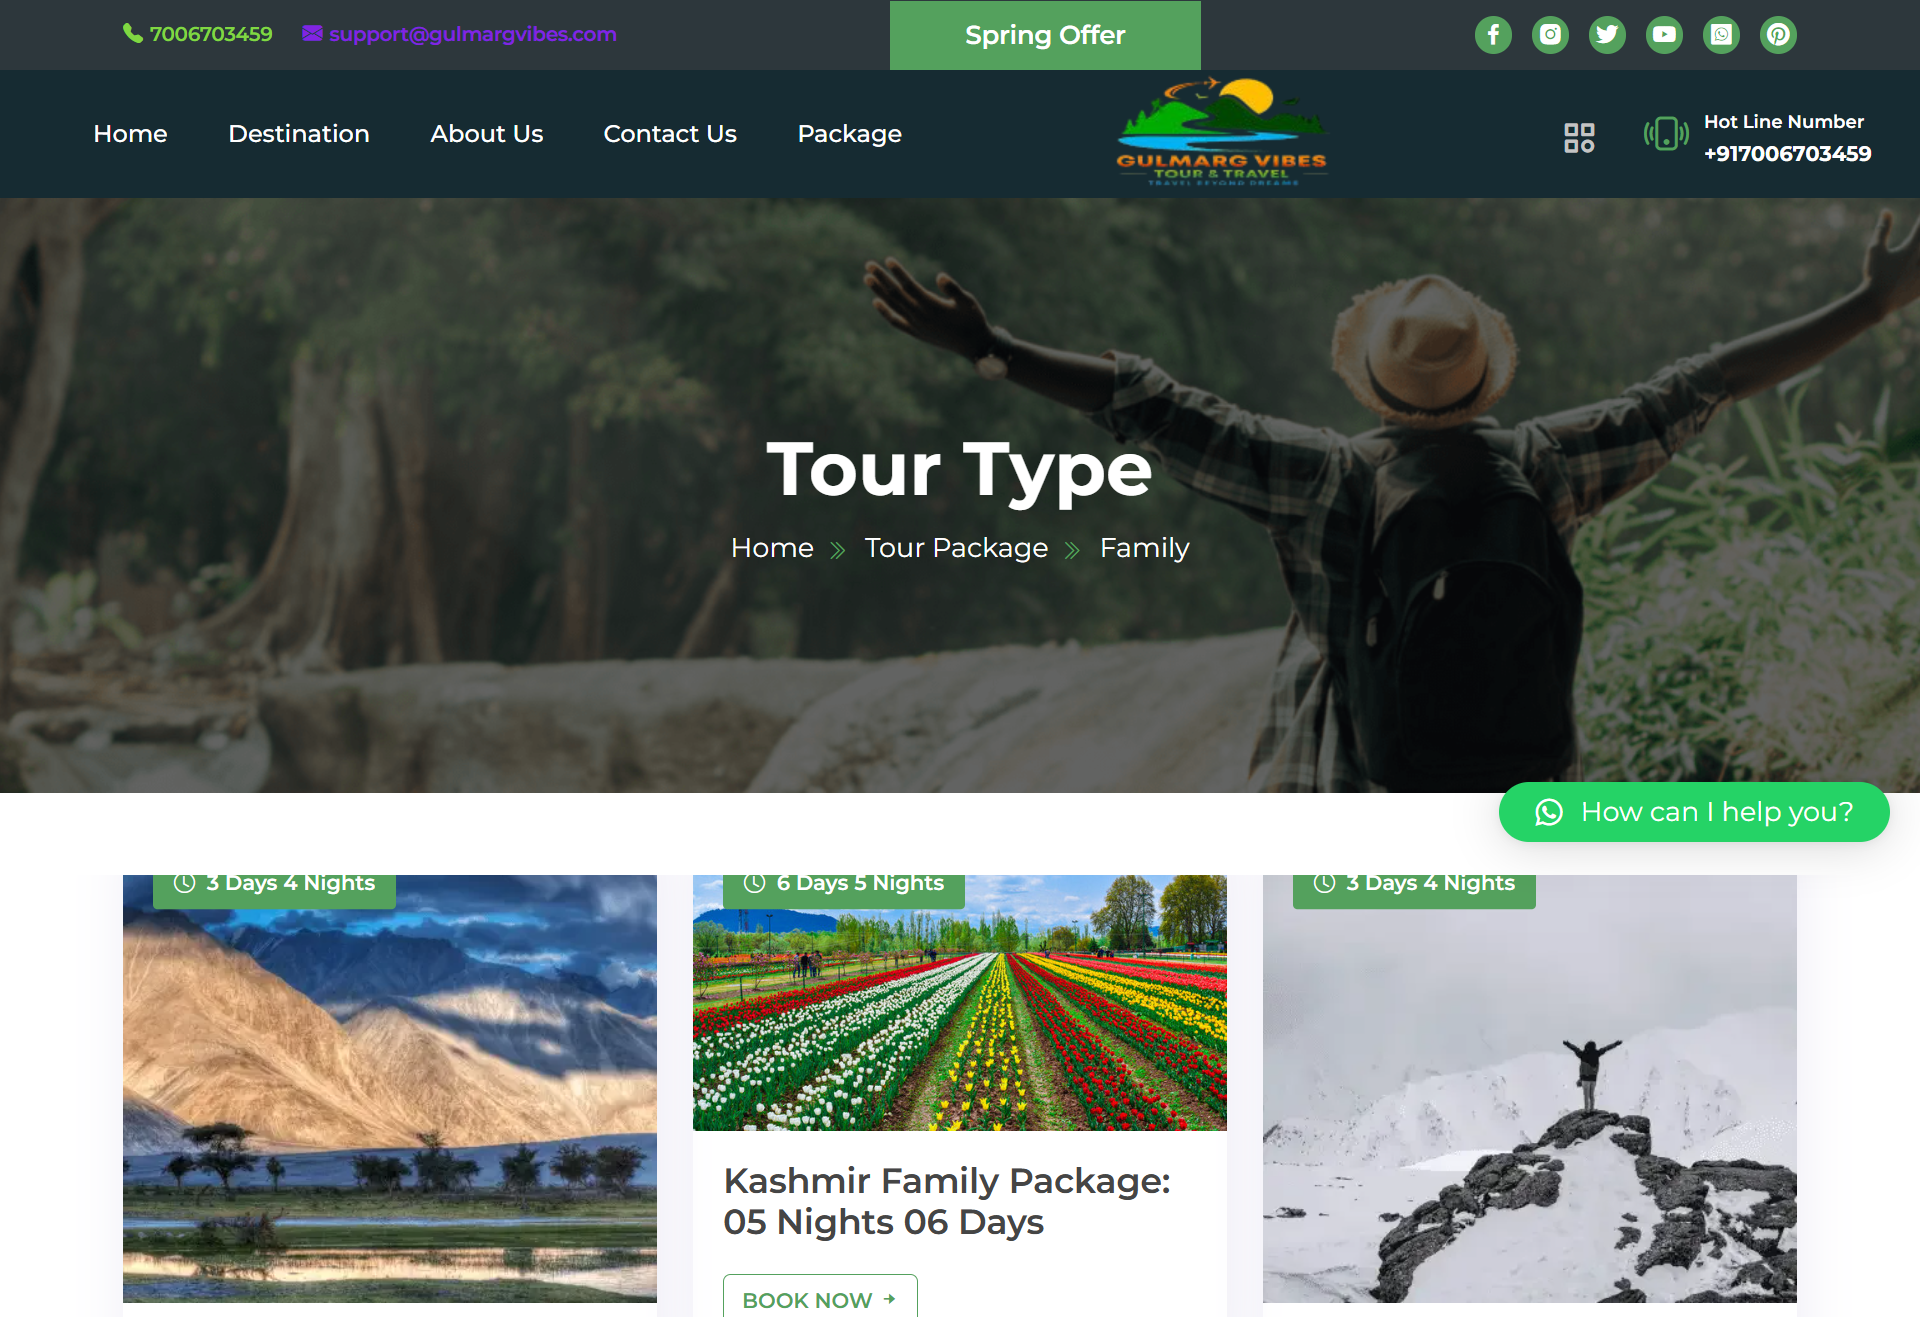 7006703459
support@gulmargvibes.com
Spring Offer
Home
Destination
About Us
Contact Us
Package
GULMARG VIBES
TOUR & TRAVEL
TRAVEL BEYOND DREAMS
Hot Line Number
+917006703459
Tour Type
Home
Tour Package
Family
How can I help you?
3 Days 4 Nights
6 Days 5 Nights
3 Days 4 Nights
Kashmir Family Package:
05 Nights 06 Days
BOOK NOW